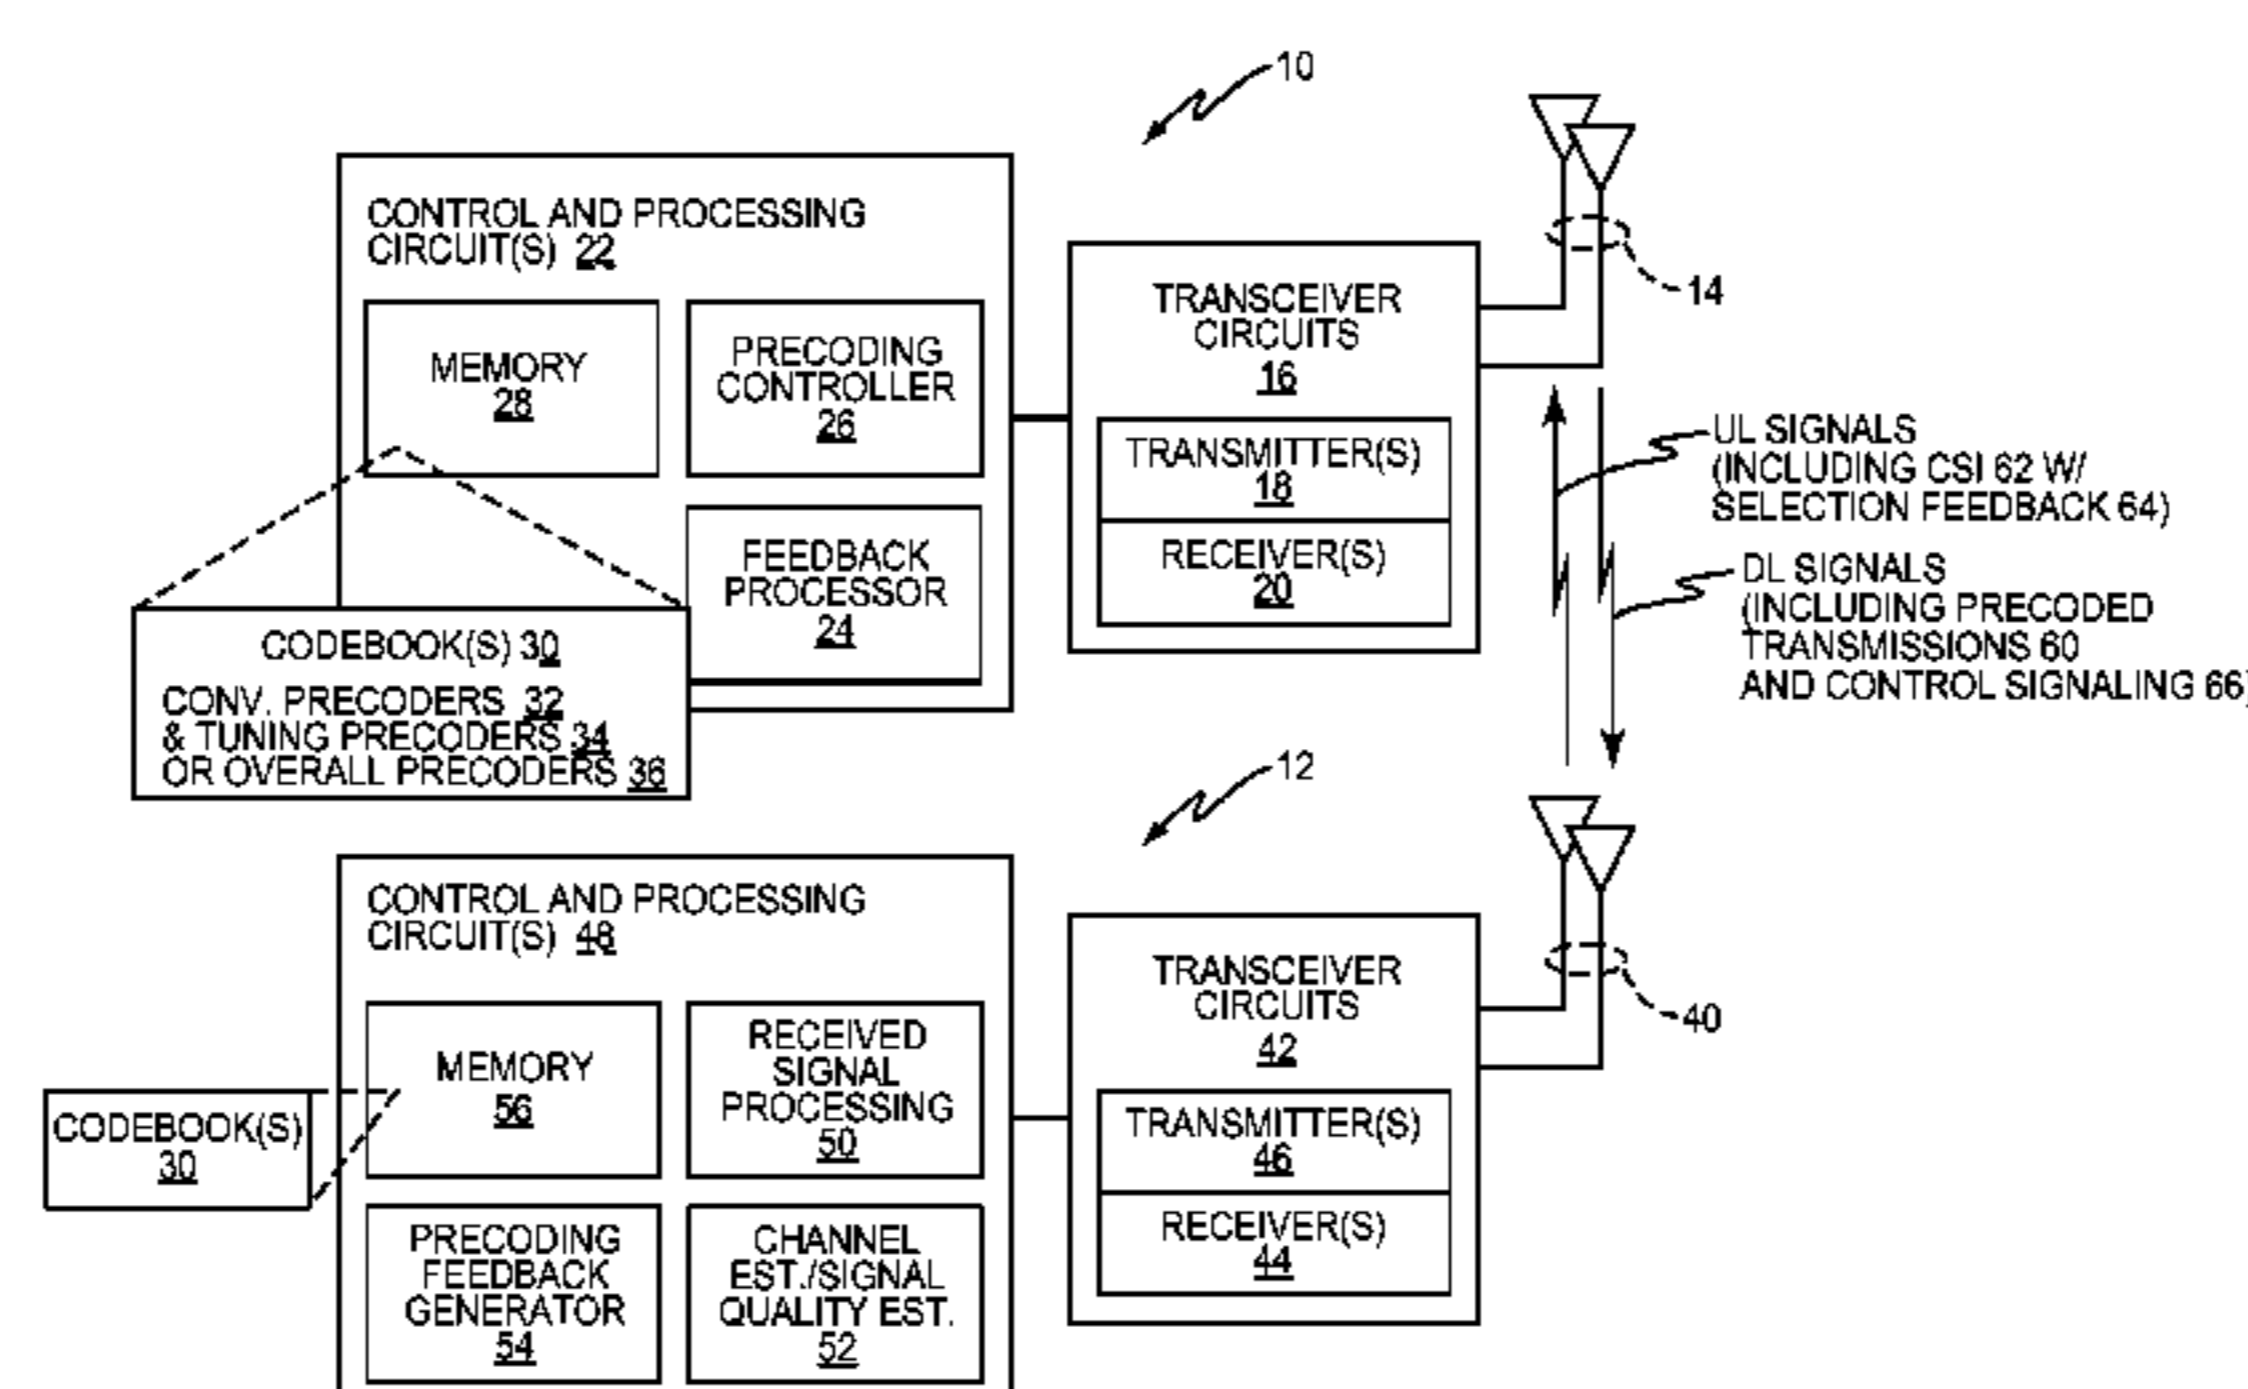 10
CONTROL AND PROCESSING
CIRCUIT(S) 22
MEMORY
28
PRECODING
CONTROLLER
26
FEEDBACK
PROCESSOR
24
CODEBOOK(S) 30
CONV. PRECODERS 32
& TUNING PRECODERS 34
OR OVERALL PRECODERS 36
TRANSCEIVER
CIRCUITS
16
TRANSMITTER(S)
18
RECEIVER(S)
20
14
UL SIGNALS
(INCLUDING CSI 62 W/
SELECTION FEEDBACK 64)
DL SIGNALS
(INCLUDING PRECODED
TRANSMISSIONS 60
AND CONTROL SIGNALING 66)
12
CONTROL AND PROCESSING
CIRCUIT(S) 48
MEMORY
56
RECEIVED
SIGNAL
PROCESSING
50
CODEBOOK(S)
30
PRECODING
FEEDBACK
GENERATOR
54
CHANNEL
EST./SIGNAL
QUALITY EST.
52
TRANSCEIVER
CIRCUITS
42
TRANSMITTER(S)
46
RECEIVER(S)
44
40